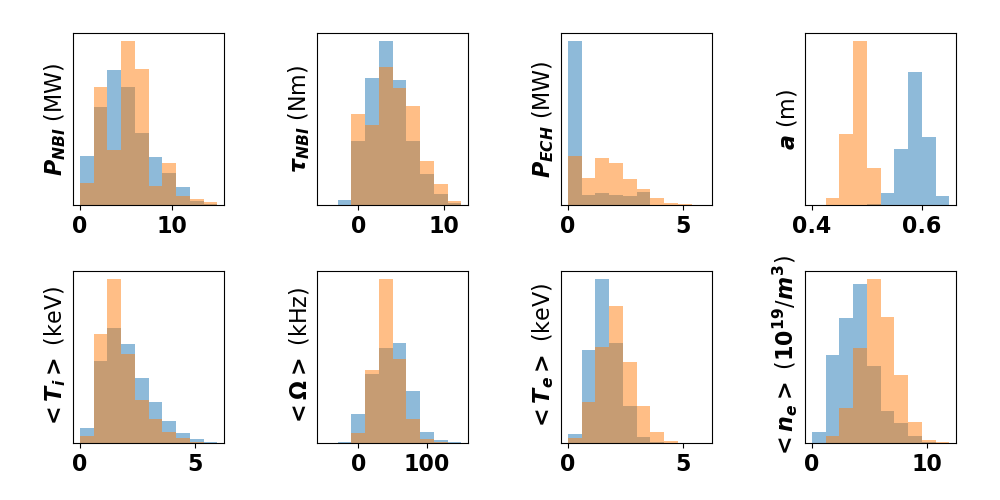 P_NBI (MW)
0 10
τ_NBI (Nm)
0 10
P_ECH (MW)
0 5
a (m)
0.4 0.6
< T_i > (keV)
0 5
< Ω > (kHz)
0 100
< T_e > (keV)
0 5
< n_e > (10^19/m^3)
0 10